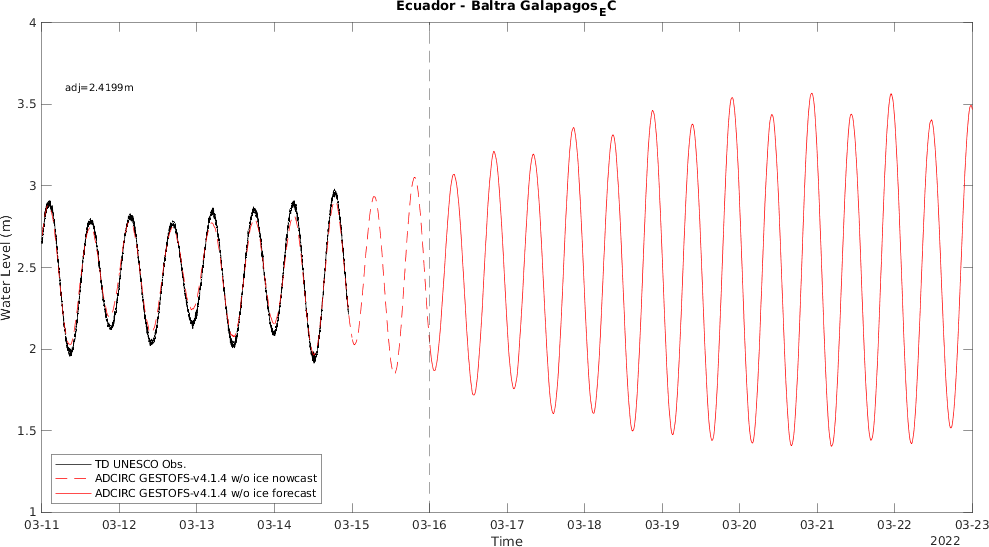 Ecuador - Baltra Galapagos_EC
4
adj=2.4199m
3.5
3
2.5
2
1.5
1
Water Level (m)
TD UNESCO Obs.
ADCIRC GESTOFS-v4.1.4 w/o ice nowcast
ADCIRC GESTOFS-v4.1.4 w/o ice forecast
03-11 03-12 03-13 03-14 03-15 03-16 03-17 03-18 03-19 03-20 03-21 03-22 03-23
Time
2022